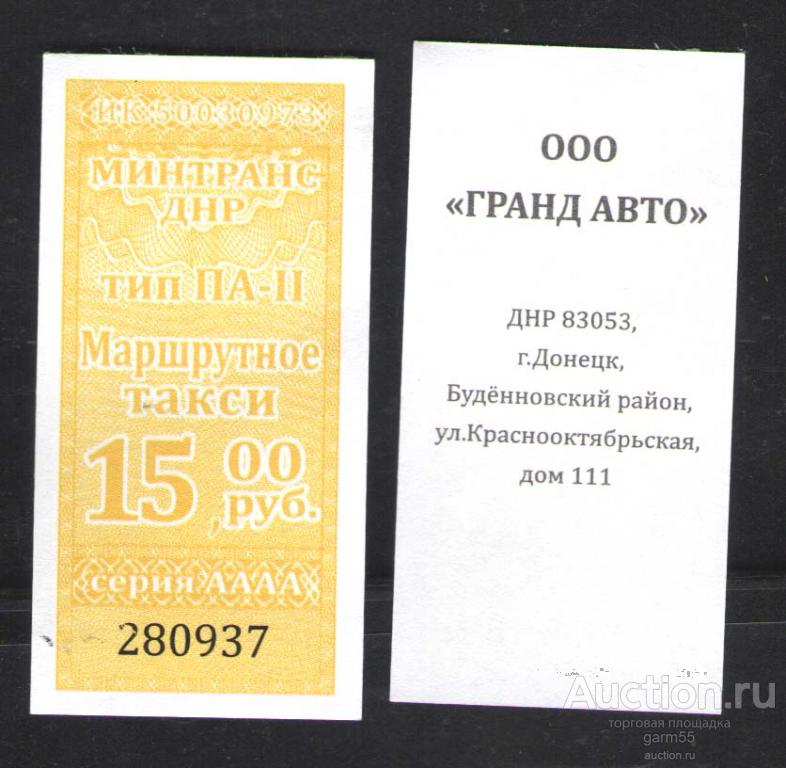 ИК 50030973
МИНТРАНС
ДНР
тип ПА-II
Маршрутное
такси
15,00
руб.
серия АААА
280937
ООО
«ГРАНД АВТО»
ДНР 83053,
г.Донецк,
Будённовский район,
ул.Краснооктябрьская,
дом 111
Auction.ru
торговая площадка
garm55
auction.ru